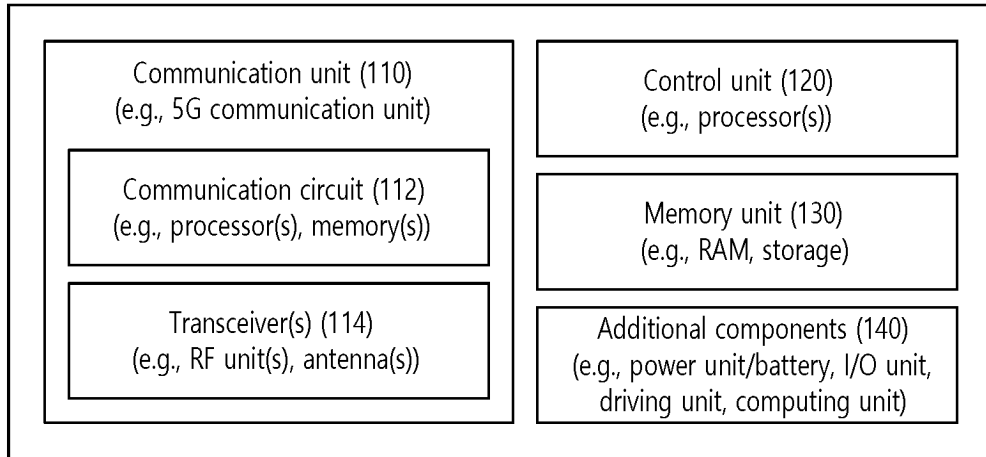 Communication unit (110)
(e.g., 5G communication unit)
Communication circuit (112)
(e.g., processor(s), memory(s))
Transceiver(s) (114)
(e.g., RF unit(s), antenna(s))
Control unit (120)
(e.g., processor(s))
Memory unit (130)
(e.g., RAM, storage)
Additional components (140)
(e.g., power unit/battery, I/O unit,
driving unit, computing unit)